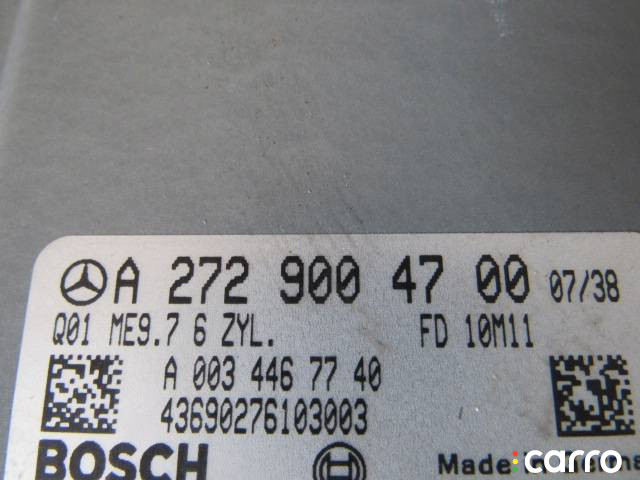 A 272 900 47 00 07/38
Q01 ME9.7 6 ZYL. FD 10M11
A 003 446 77 40
43690276103003
BOSCH Made in
carro